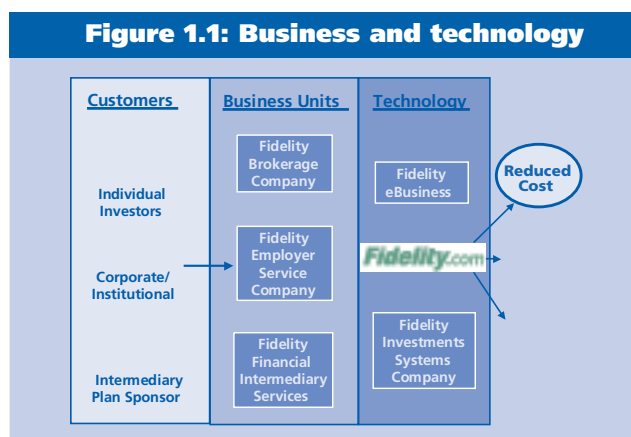 Figure 1.1: Business and technology
Customers
Individual
Investors
Corporate/
Institutional
Intermediary
Plan Sponsor
Business Units
Fidelity
Brokerage
Company
Fidelity
Employer
Service
Company
Fidelity
Financial
Intermediary
Services
Technology
Fidelity
eBusiness
Fidelity.com
Fidelity
Investments
Systems
Company
Reduced
Cost